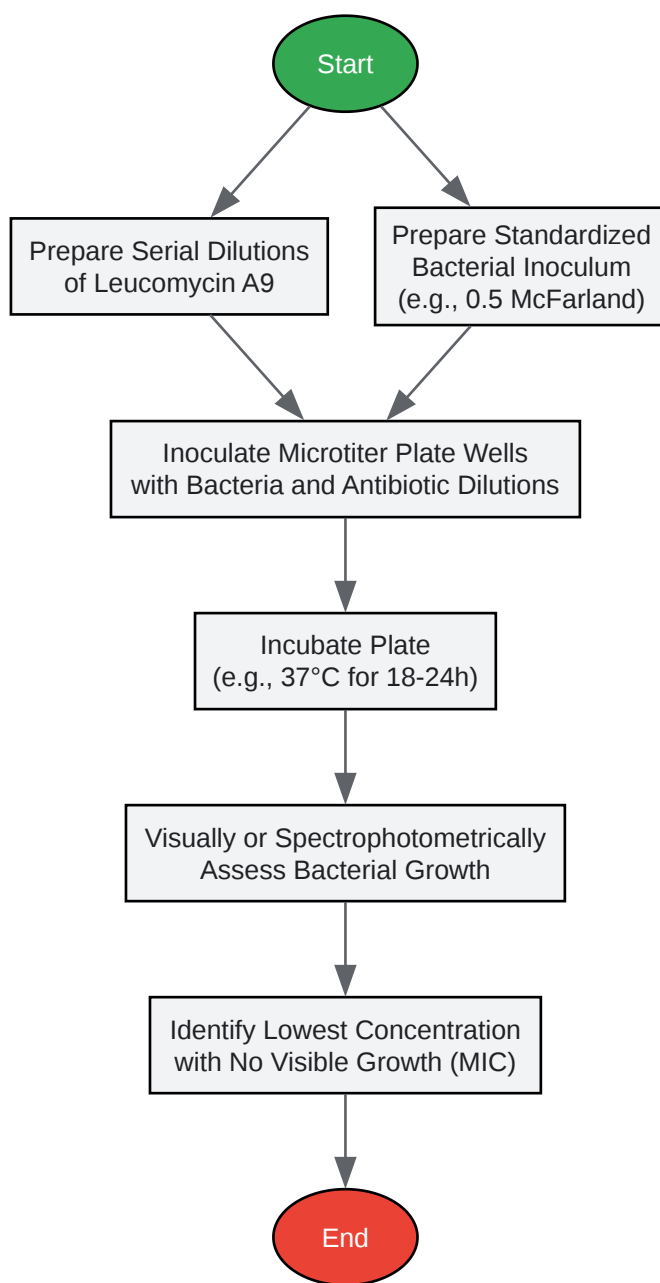 Start
Prepare Serial Dilutions
of Leucomycin A9
Prepare Standardized
Bacterial Inoculum
(e.g., 0.5 McFarland)
Inoculate Microtiter Plate Wells
with Bacteria and Antibiotic Dilutions
Incubate Plate
(e.g., 37°C for 18-24h)
Visually or Spectrophotometrically
Assess Bacterial Growth
Identify Lowest Concentration
with No Visible Growth (MIC)
End